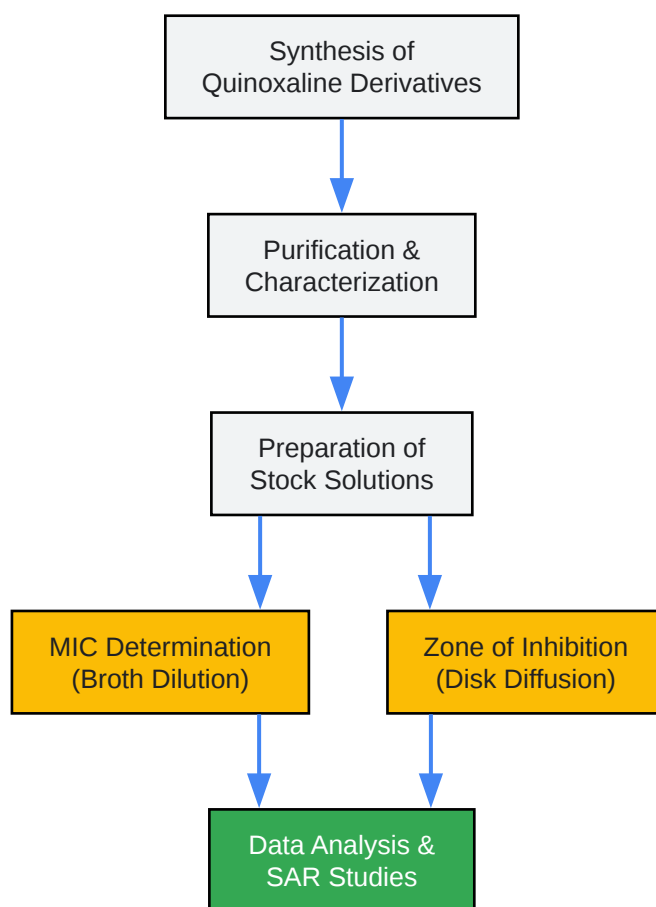 Synthesis of
Quinoxaline Derivatives
Purification &
Characterization
Preparation of
Stock Solutions
MIC Determination
(Broth Dilution)
Zone of Inhibition
(Disk Diffusion)
Data Analysis &
SAR Studies